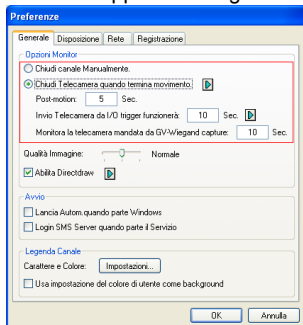 Preferenze
Generale Disposizione Rete Registrazione
Opzioni Monitor
Chiudi canale Manualmente.
Chiudi Telecamera quando termina movimento.
Post-motion: 5 Sec.
Invio Telecamera da I/O trigger funzionerà: 10 Sec.
Monitora la telecamera mandata da GV-Wiegand capture: 10 Sec.
Qualità Immagine: Normale
Abilita Directdraw
Avvio
Lancia Autom.quando parte Windows
Login SMS Server quando parte il Servizio
Legenda Canale
Carattere e Colore: Impostazioni...
Usa impostazione del colore di utente come background
OK Annulla